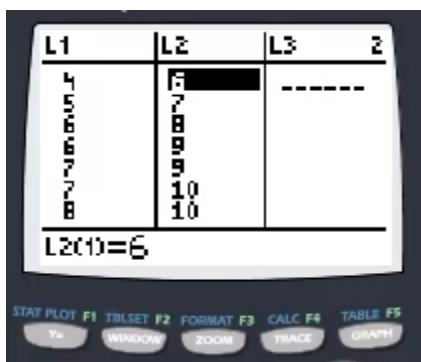 L1 L2 L3 2
4 6 ------
5 7
6 8
6 9
7 9
7 10
8 10
L2(1)=6
STAT PLOT F1 TBLSET F2 FORMAT F3 CALC F4 TABLE F5
Y= WINDOW ZOOM TRACE GRAPH